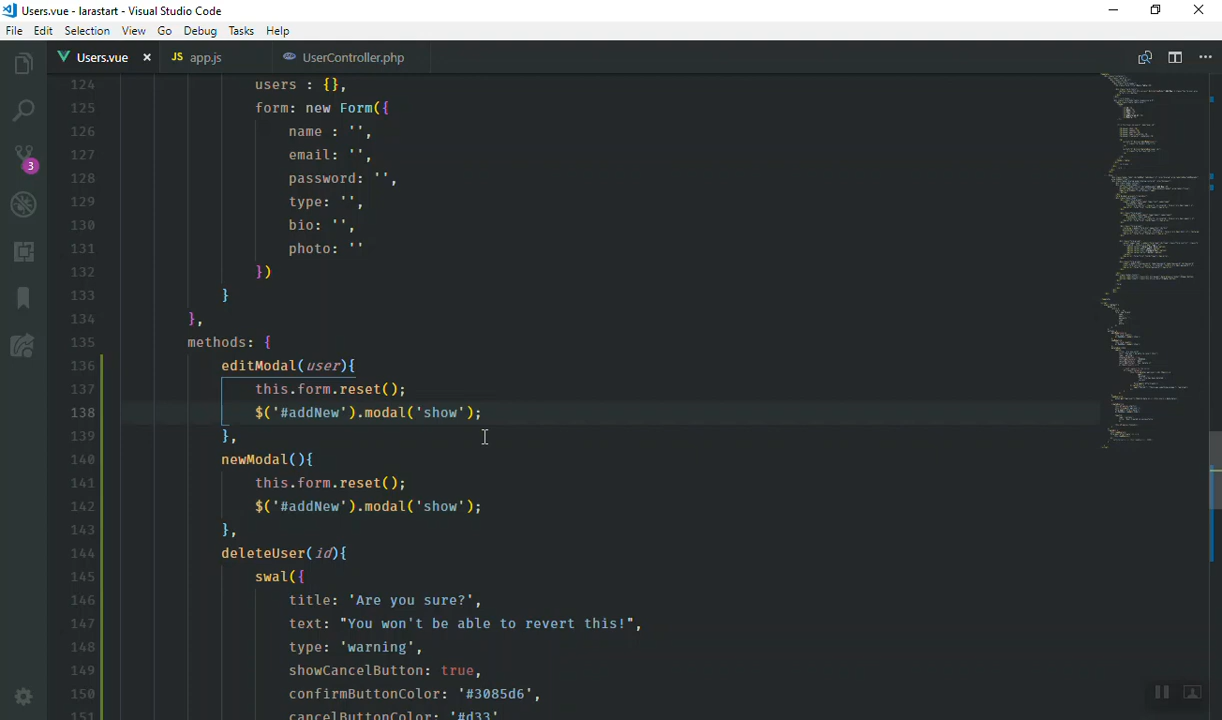 Users.vue - larastart - Visual Studio Code
File Edit Selection View Go Debug Tasks Help
Users.vue × JS app.js UserController.php
124 users : {},
125 form: new Form({
126 name : '',
127 email: '',
128 password: '',
129 type: '',
130 bio: '',
131 photo: ''
132 })
133 }
134 },
135 methods: {
136 editModal(user){
137 this.form.reset();
138 $('#addNew').modal('show');
139 },
140 newModal(){
141 this.form.reset();
142 $('#addNew').modal('show');
143 },
144 deleteUser(id){
145 swal({
146 title: 'Are you sure?',
147 text: "You won't be able to revert this!",
148 type: 'warning',
149 showCancelButton: true,
150 confirmButtonColor: '#3085d6',
151 cancelButtonColor: '#d33'
3